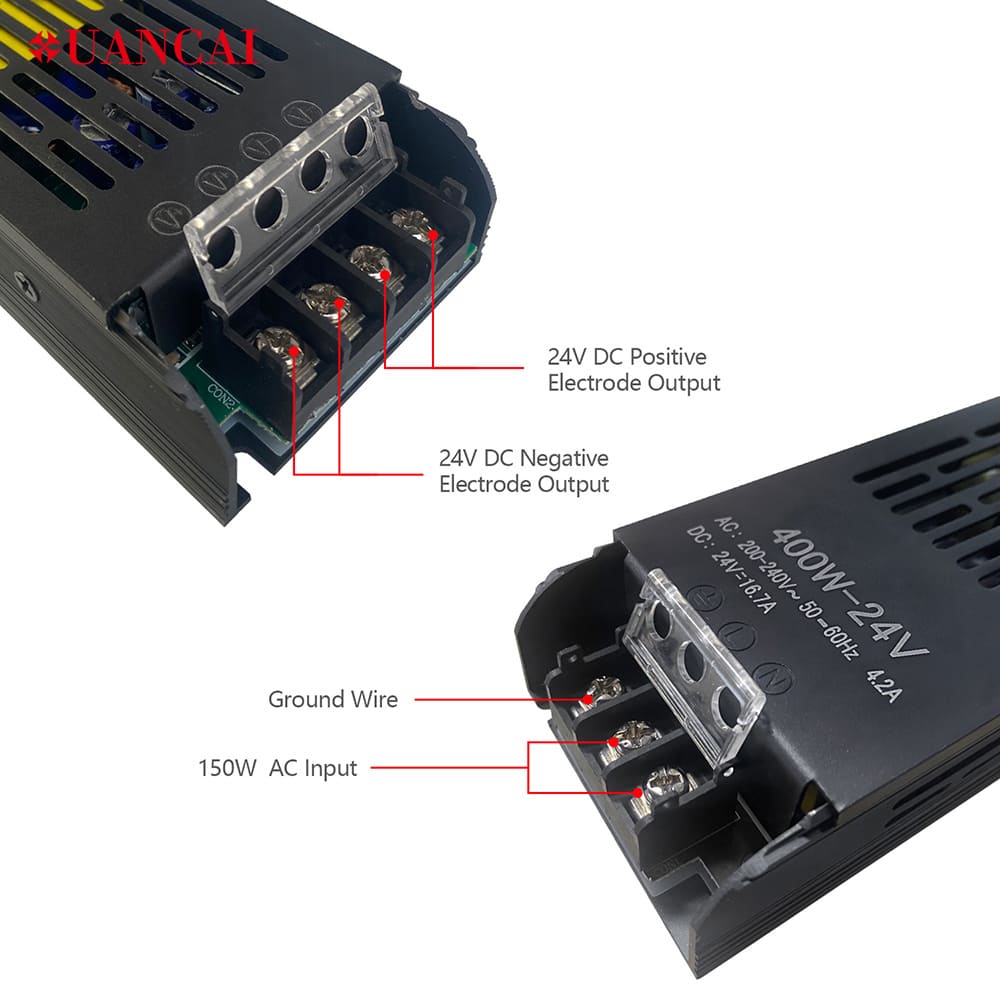 UANCAI
V- V- V+ V+
CON2
24V DC Positive
Electrode Output
24V DC Negative
Electrode Output
400W-24V
AC: 200-240V~ 50-60Hz 4.2A
DC: 24V=16.7A
L
N
Ground Wire
150W AC Input